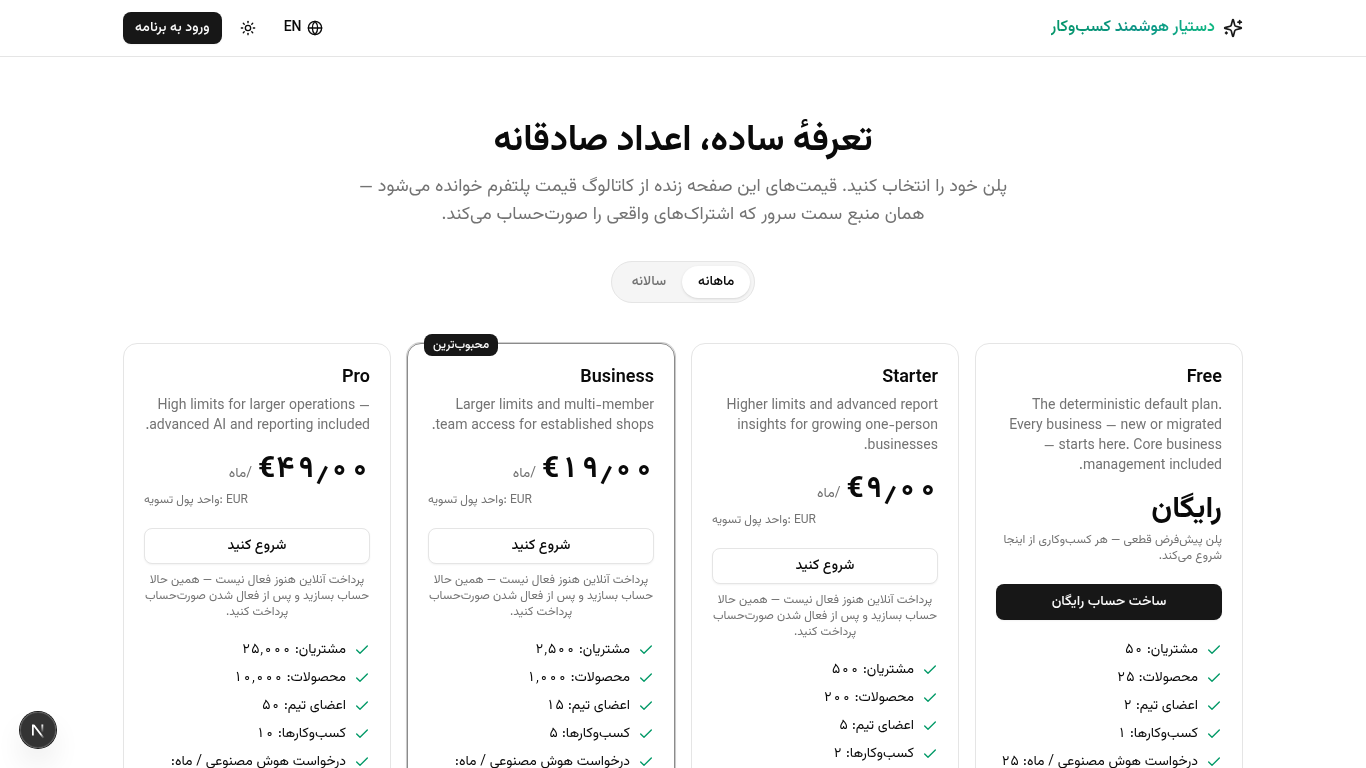 دستیار هوشمند کسب‌وکار
EN
ورود به برنامه
تعرفهٔ ساده، اعداد صادقانه
پلن خود را انتخاب کنید. قیمت‌های این صفحه زنده از کاتالوگ قیمت پلتفرم خوانده می‌شود —
همان منبع سمت سرور که اشتراک‌های واقعی را صورت‌حساب می‌کند.
ماهانه
سالانه
Free
The deterministic default plan.
Every business — new or migrated
— starts here. Core business
management included.
رایگان
پلن پیش‌فرض قطعی — هر کسب‌وکاری از اینجا
شروع می‌کند.
ساخت حساب رایگان
مشتریان: ۵۰
محصولات: ۲۵
اعضای تیم: ۲
کسب‌وکارها: ۱
درخواست هوش مصنوعی / ماه: ۲۵
Starter
Higher limits and advanced report
insights for growing one-person
businesses.
€۹٫۰۰ /ماه
واحد پول تسویه: EUR
شروع کنید
پرداخت آنلاین هنوز فعال نیست — همین حالا
حساب بسازید و پس از فعال شدن صورت‌حساب
پرداخت کنید.
مشتریان: ۵۰۰
محصولات: ۲۰۰
اعضای تیم: ۵
کسب‌وکارها: ۲
محبوب‌ترین
Business
Larger limits and multi-member
team access for established shops.
€۱۹٫۰۰ /ماه
واحد پول تسویه: EUR
شروع کنید
پرداخت آنلاین هنوز فعال نیست — همین حالا
حساب بسازید و پس از فعال شدن صورت‌حساب
پرداخت کنید.
مشتریان: ۲,۵۰۰
محصولات: ۱,۰۰۰
اعضای تیم: ۱۵
کسب‌وکارها: ۵
درخواست هوش مصنوعی / ماه:
Pro
High limits for larger operations —
advanced AI and reporting included.
€۴۹٫۰۰ /ماه
واحد پول تسویه: EUR
شروع کنید
پرداخت آنلاین هنوز فعال نیست — همین حالا
حساب بسازید و پس از فعال شدن صورت‌حساب
پرداخت کنید.
مشتریان: ۲۵,۰۰۰
محصولات: ۱۰,۰۰۰
اعضای تیم: ۵۰
کسب‌وکارها: ۱۰
درخواست هوش مصنوعی / ماه:
N